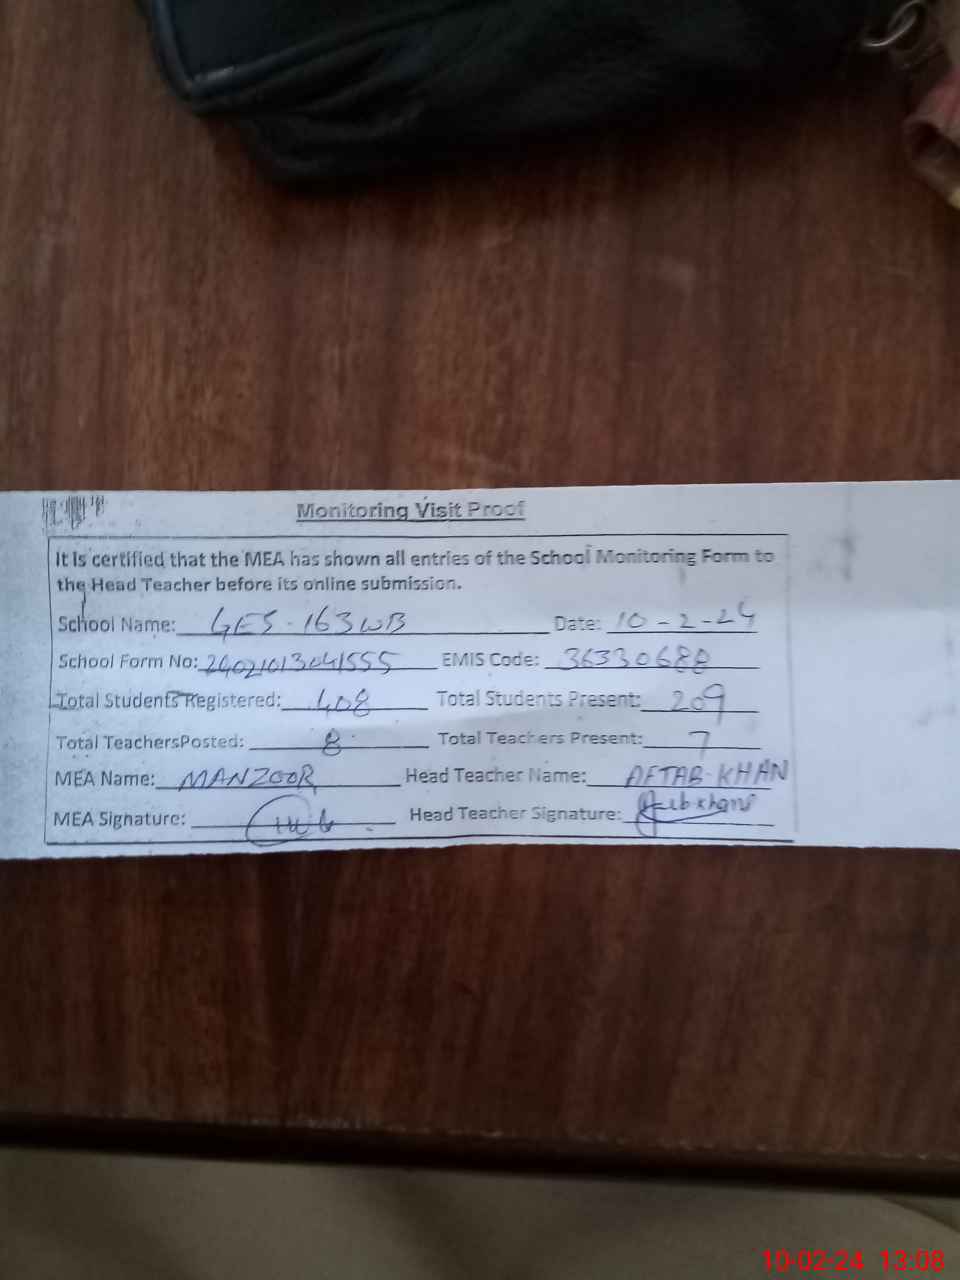 Monitoring Visit Proof
It is certified that the MEA has shown all entries of the School Monitoring Form to
the Head Teacher before its online submission.
School Name: GES-163WB Date: 10-2-24
School Form No: 24021013041555 EMIS Code: 36330688
Total Students Registered: 408 Total Students Present: 209
Total TeachersPosted: 8 Total Teachers Present: 7
MEA Name: MANZOOR Head Teacher Name: AFTAB-KHAN
MEA Signature: Head Teacher Signature:
10-02-24 13:08